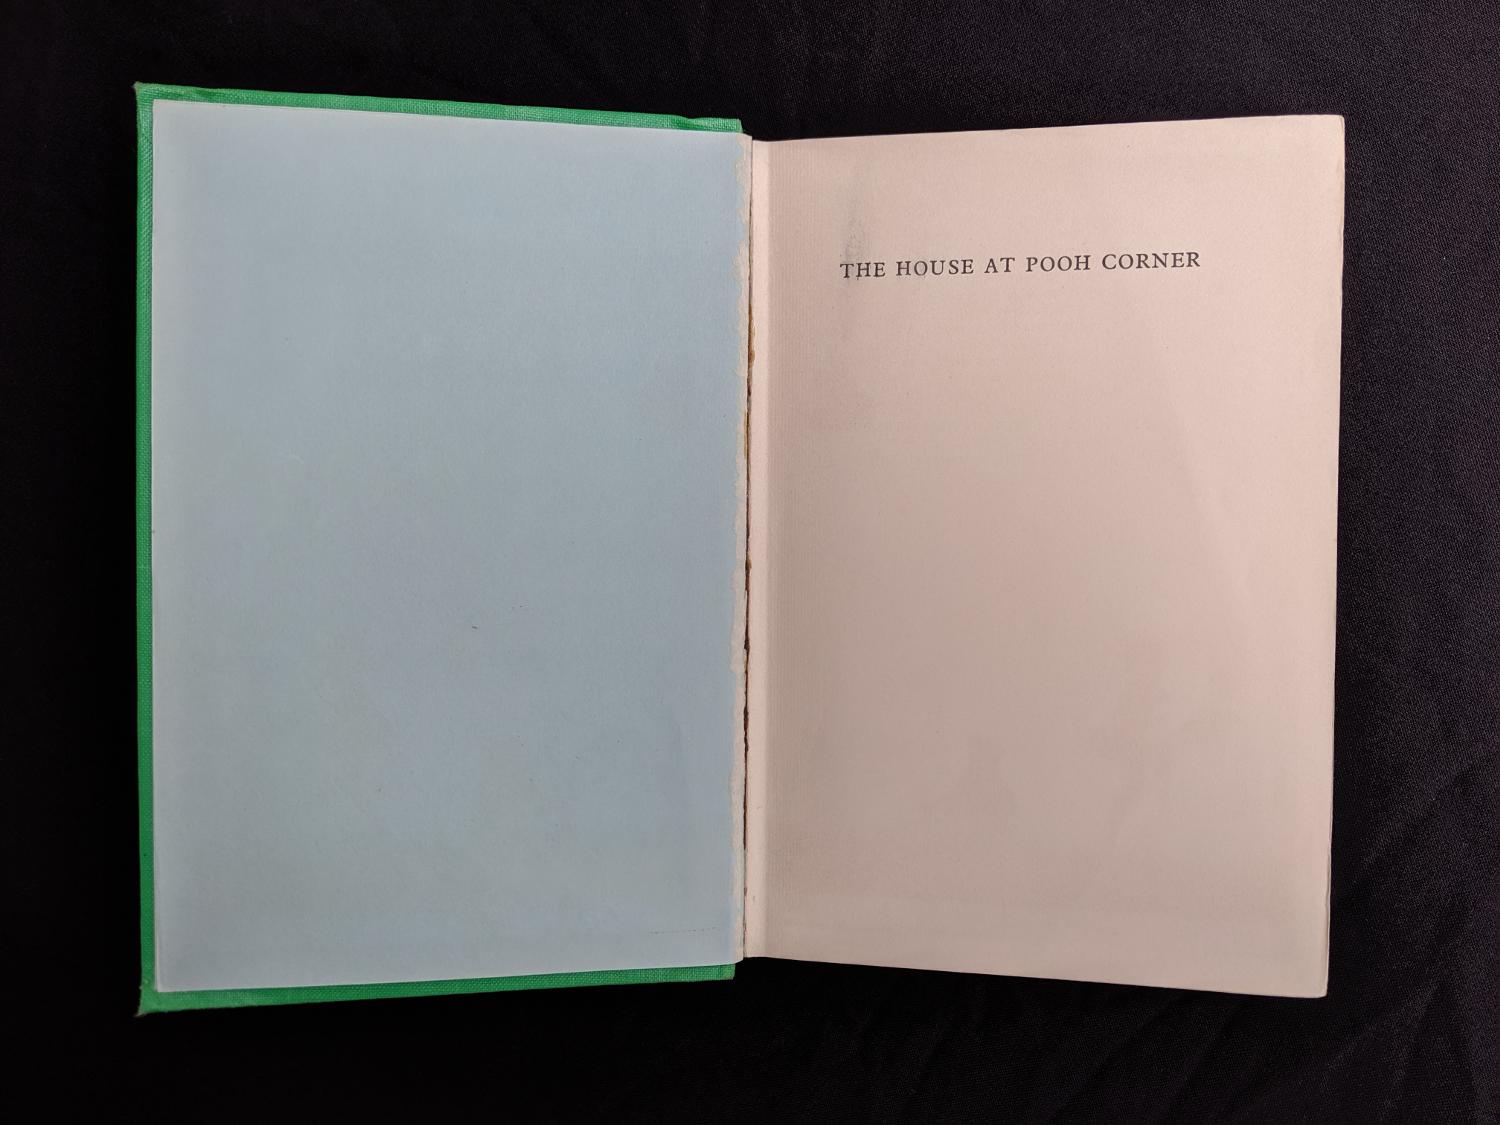 THE HOUSE AT POOH CORNER